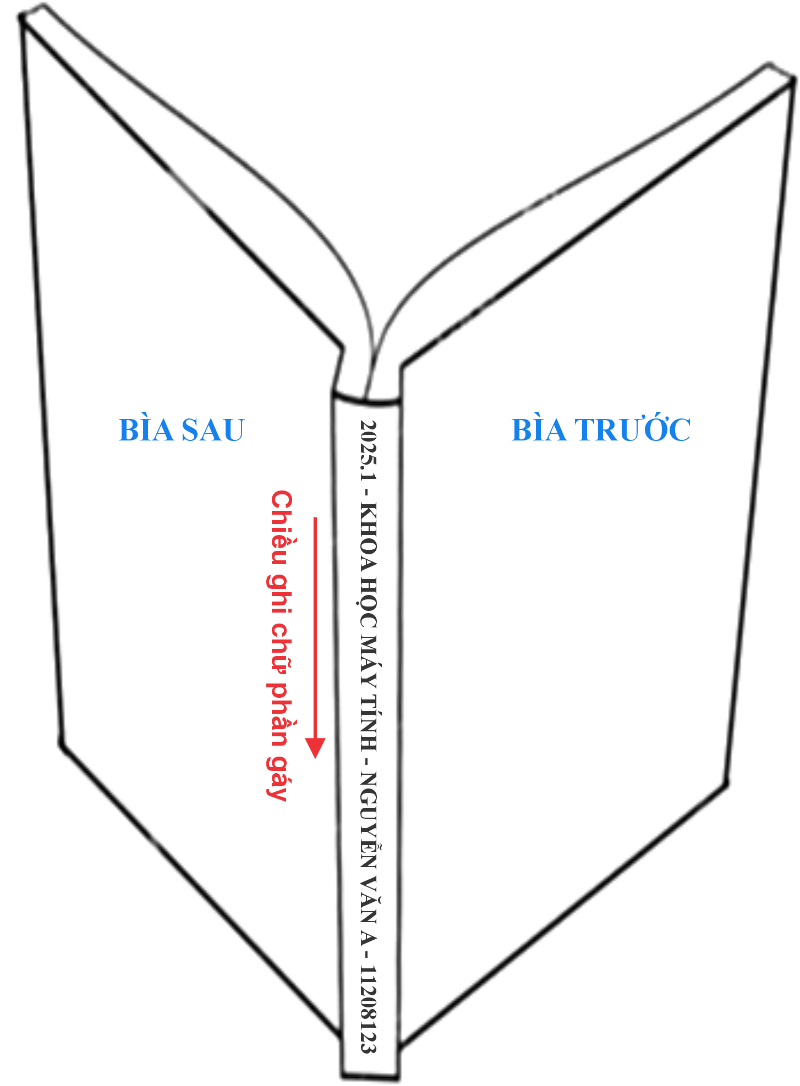 BÌA SAU
BÌA TRƯỚC
Chiều ghi chữ phần gáy
2025.1 - KHOA HỌC MÁY TÍNH - NGUYỄN VĂN A - 11208123